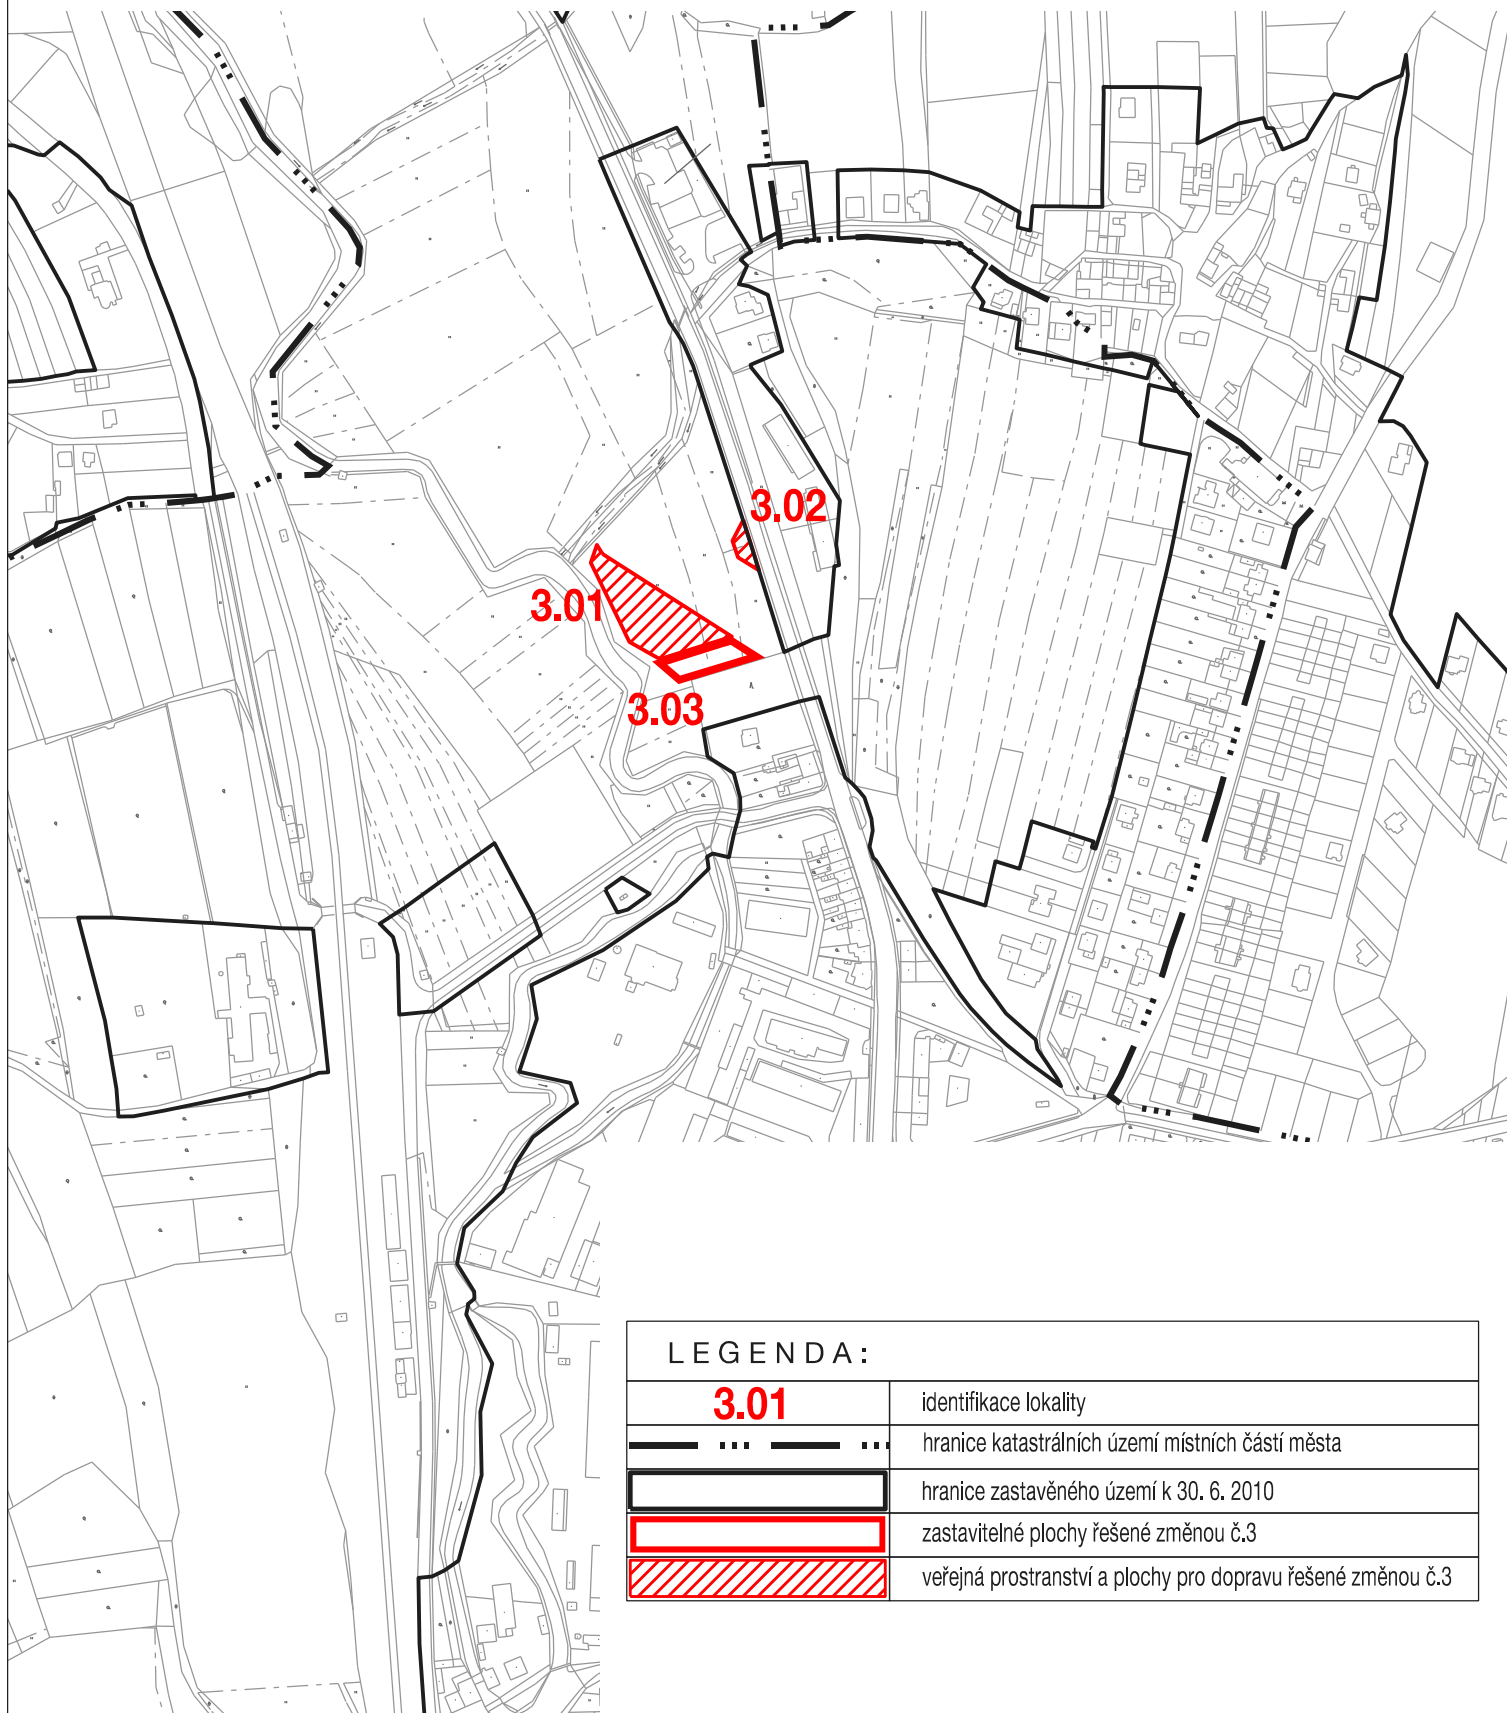 3.02
3.01
3.03
LEGENDA:
3.01 identifikace lokality
hranice katastrálních území místních částí města
hranice zastavěného území k 30. 6. 2010
zastavitelné plochy řešené změnou č.3
veřejná prostranství a plochy pro dopravu řešené změnou č.3